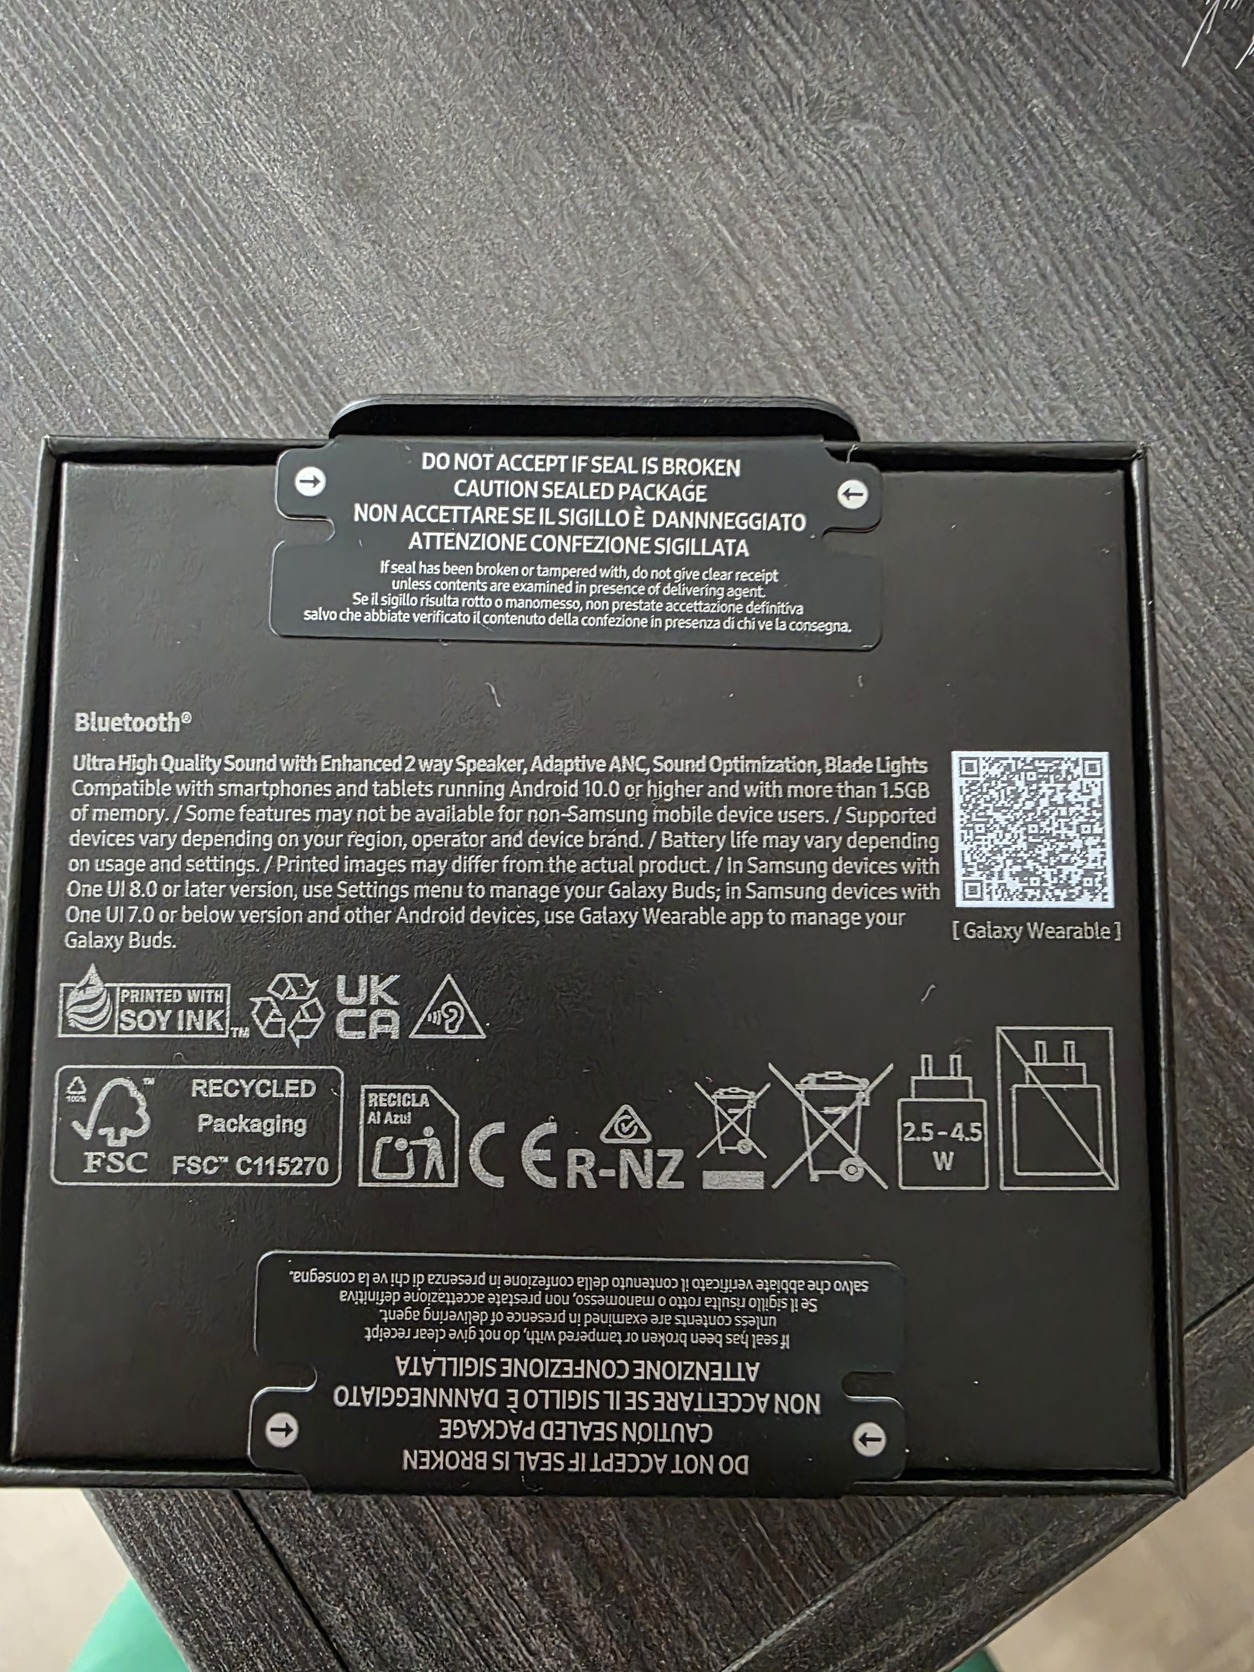 DO NOT ACCEPT IF SEAL IS BROKEN
CAUTION SEALED PACKAGE
NON ACCETTARE SE IL SIGILLO È DANNNEGGIATO
ATTENZIONE CONFEZIONE SIGILLATA
If seal has been broken or tampered with, do not give clear receipt
unless contents are examined in presence of delivering agent.
Se il sigillo risulta rotto o manomesso, non prestate accettazione definitiva
salvo che abbiate verificato il contenuto della confezione in presenza di chi ve la consegna.
Bluetooth®
Ultra High Quality Sound with Enhanced 2 way Speaker, Adaptive ANC, Sound Optimization, Blade Lights
Compatible with smartphones and tablets running Android 10.0 or higher and with more than 1.5GB
of memory. / Some features may not be available for non-Samsung mobile device users. / Supported
devices vary depending on your region, operator and device brand. / Battery life may vary depending
on usage and settings. / Printed images may differ from the actual product. / In Samsung devices with
One UI 8.0 or later version, use Settings menu to manage your Galaxy Buds; in Samsung devices with
One UI 7.0 or below version and other Android devices, use Galaxy Wearable app to manage your
Galaxy Buds.
[ Galaxy Wearable ]
PRINTED WITH
SOY INK™
UK
CA
100%
™
FSC
RECYCLED
Packaging
FSC™ C115270
RECICLA
Al Azul
CE
R-NZ
2.5 - 4.5
W
DO NOT ACCEPT IF SEAL IS BROKEN
CAUTION SEALED PACKAGE
NON ACCETTARE SE IL SIGILLO È DANNNEGGIATO
ATTENZIONE CONFEZIONE SIGILLATA
If seal has been broken or tampered with, do not give clear receipt
unless contents are examined in presence of delivering agent.
Se il sigillo risulta rotto o manomesso, non prestate accettazione definitiva
salvo che abbiate verificato il contenuto della confezione in presenza di chi ve la consegna.